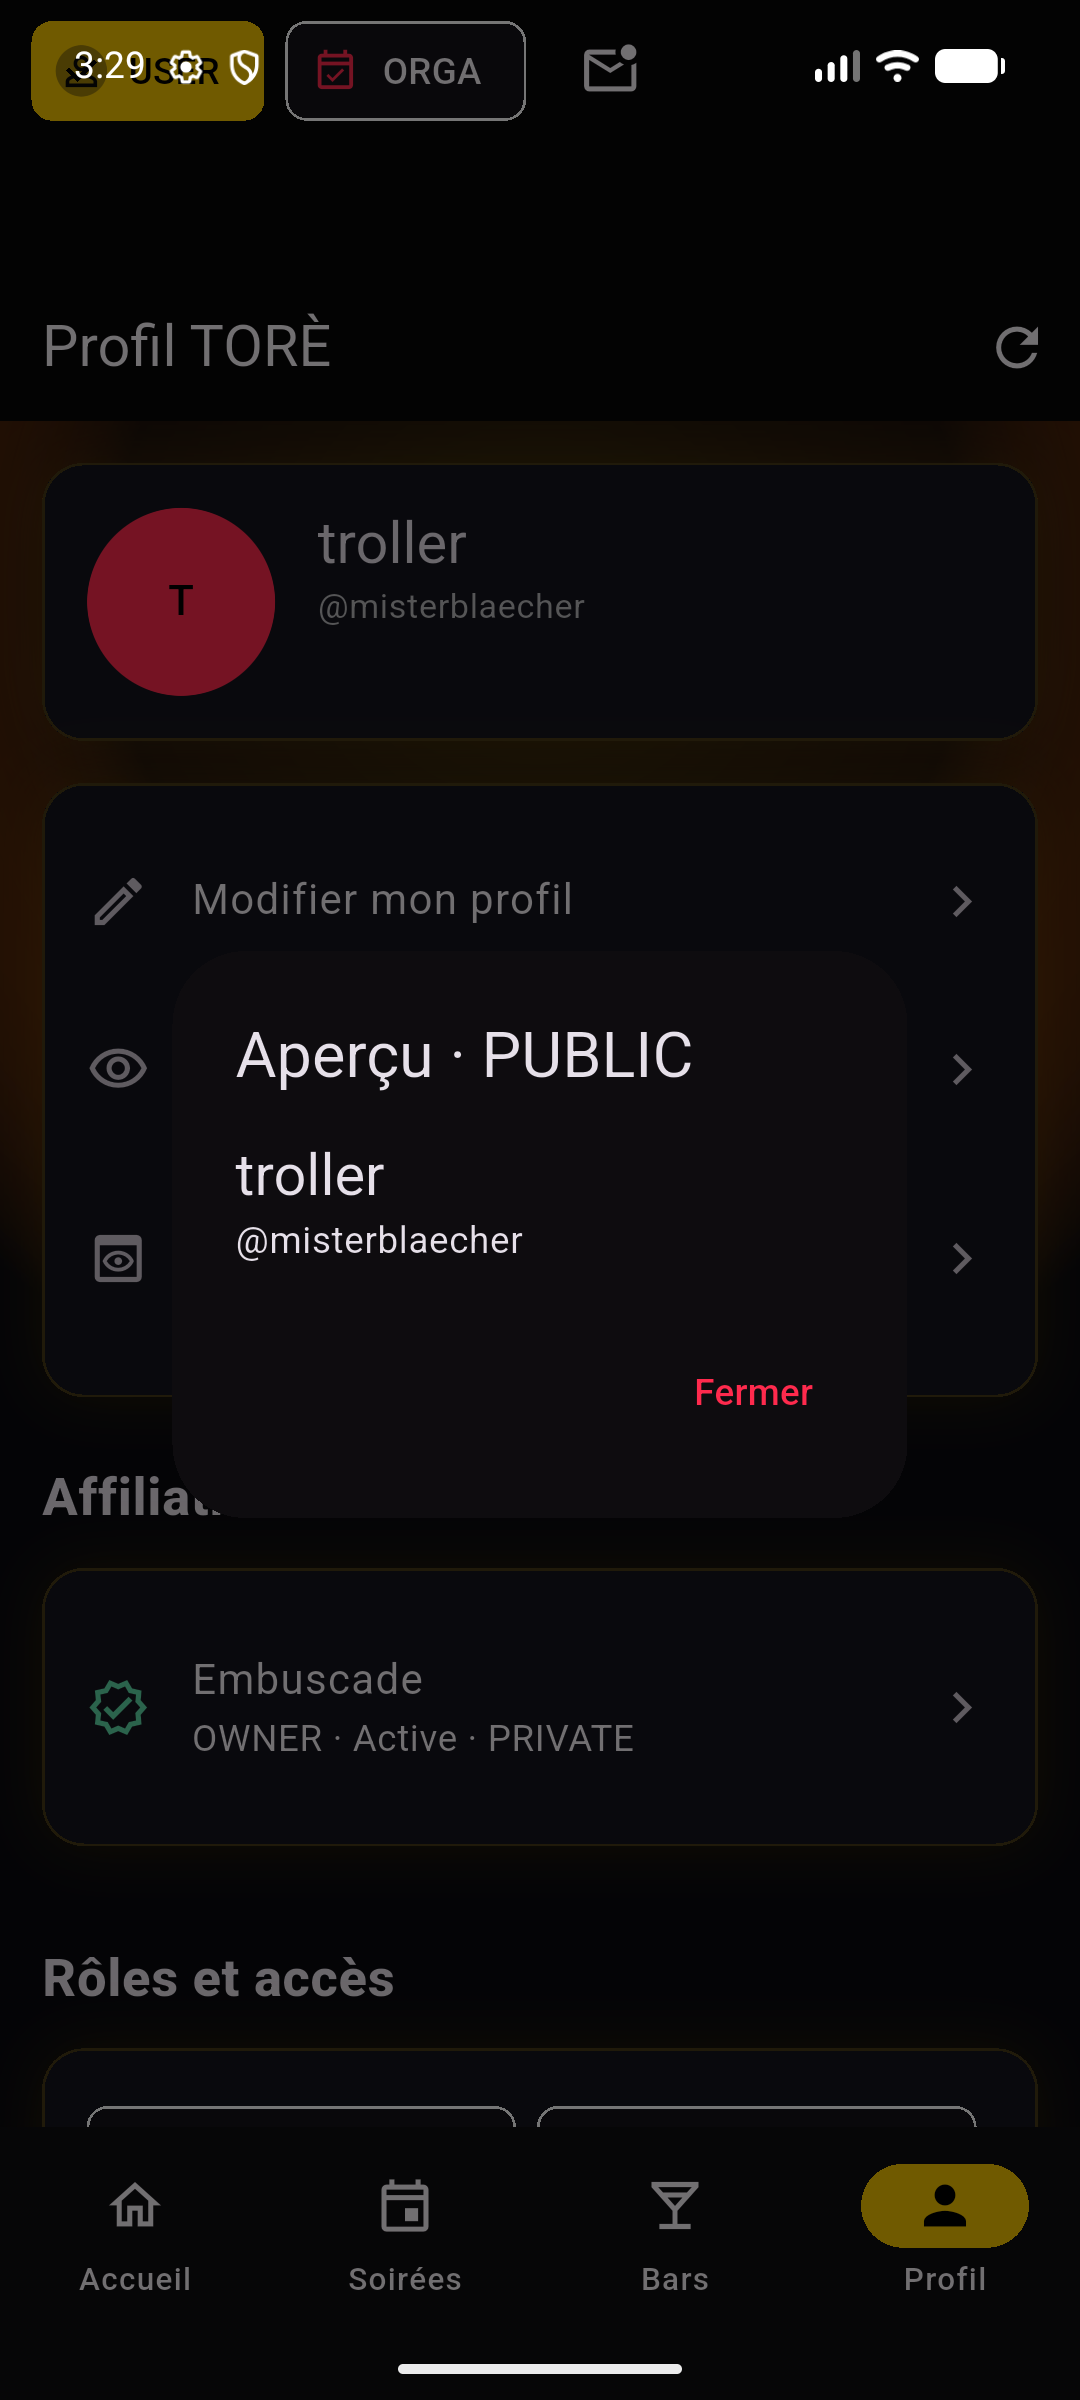 3:29
USER
ORGA
Profil TORÈ
T
troller
@misterblaecher
Modifier mon profil
Aperçu · PUBLIC
troller
@misterblaecher
Fermer
Embuscade
OWNER · Active · PRIVATE
Rôles et accès
Accueil
Soirées
Bars
Profil